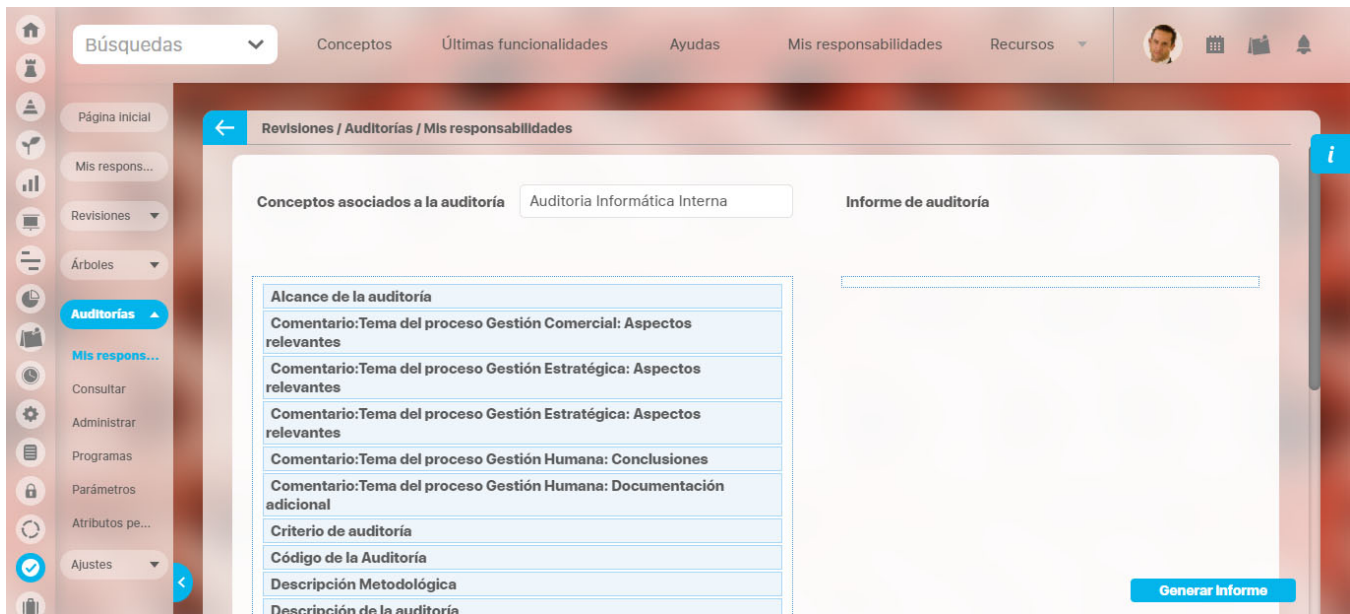 Búsquedas
Conceptos
Últimas funcionalidades
Ayudas
Mis responsabilidades
Recursos
Página inicial
Mis respons...
Revisiones
Árboles
Auditorías
Mis respons...
Consultar
Administrar
Programas
Parámetros
Atributos pe...
Ajustes
Revisiones / Auditorías / Mis responsabilidades
i
Conceptos asociados a la auditoría
Auditoria Informática Interna
Informe de auditoría
Alcance de la auditoría
Comentario:Tema del proceso Gestión Comercial: Aspectos
relevantes
Comentario:Tema del proceso Gestión Estratégica: Aspectos
relevantes
Comentario:Tema del proceso Gestión Estratégica: Aspectos
relevantes
Comentario:Tema del proceso Gestión Humana: Conclusiones
Comentario:Tema del proceso Gestión Humana: Documentación
adicional
Criterio de auditoría
Código de la Auditoría
Descripción Metodológica
Descripción de la auditoría
Generar Informe